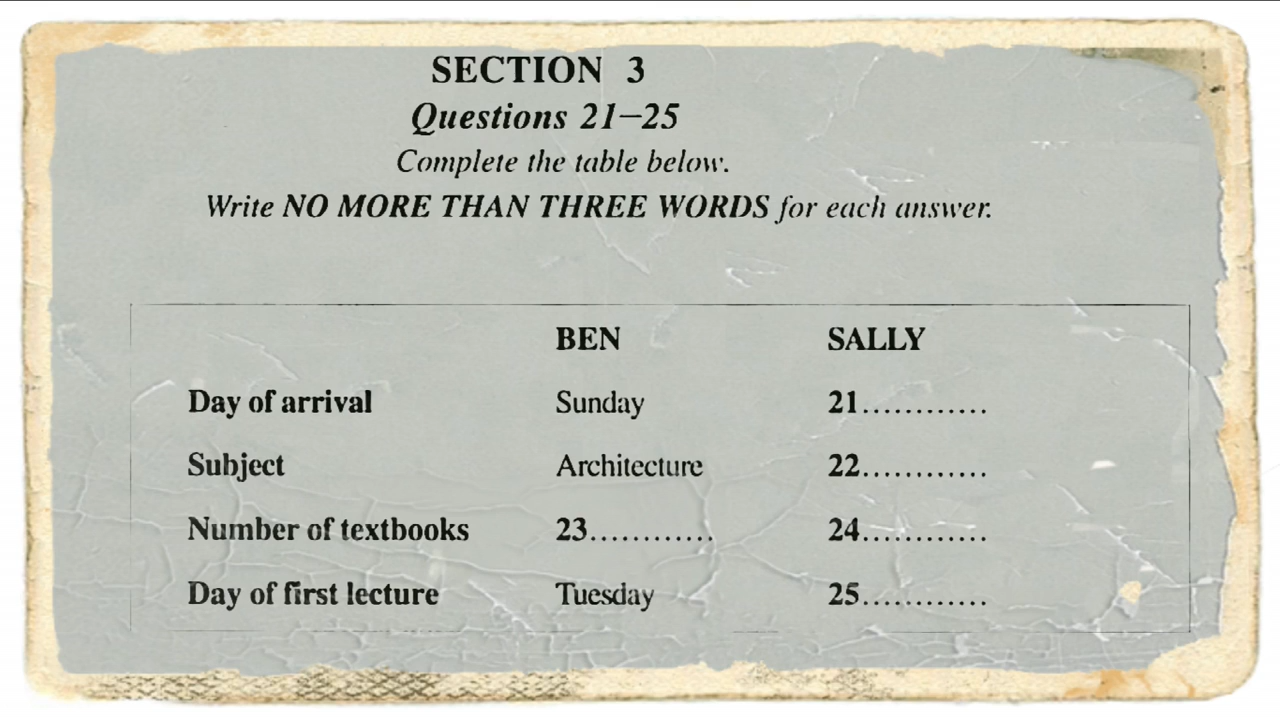 SECTION 3
Questions 21–25
Complete the table below.
Write NO MORE THAN THREE WORDS for each answer.
BEN SALLY
Day of arrival Sunday 21............
Subject Architecture 22............
Number of textbooks 23............ 24............
Day of first lecture Tuesday 25............